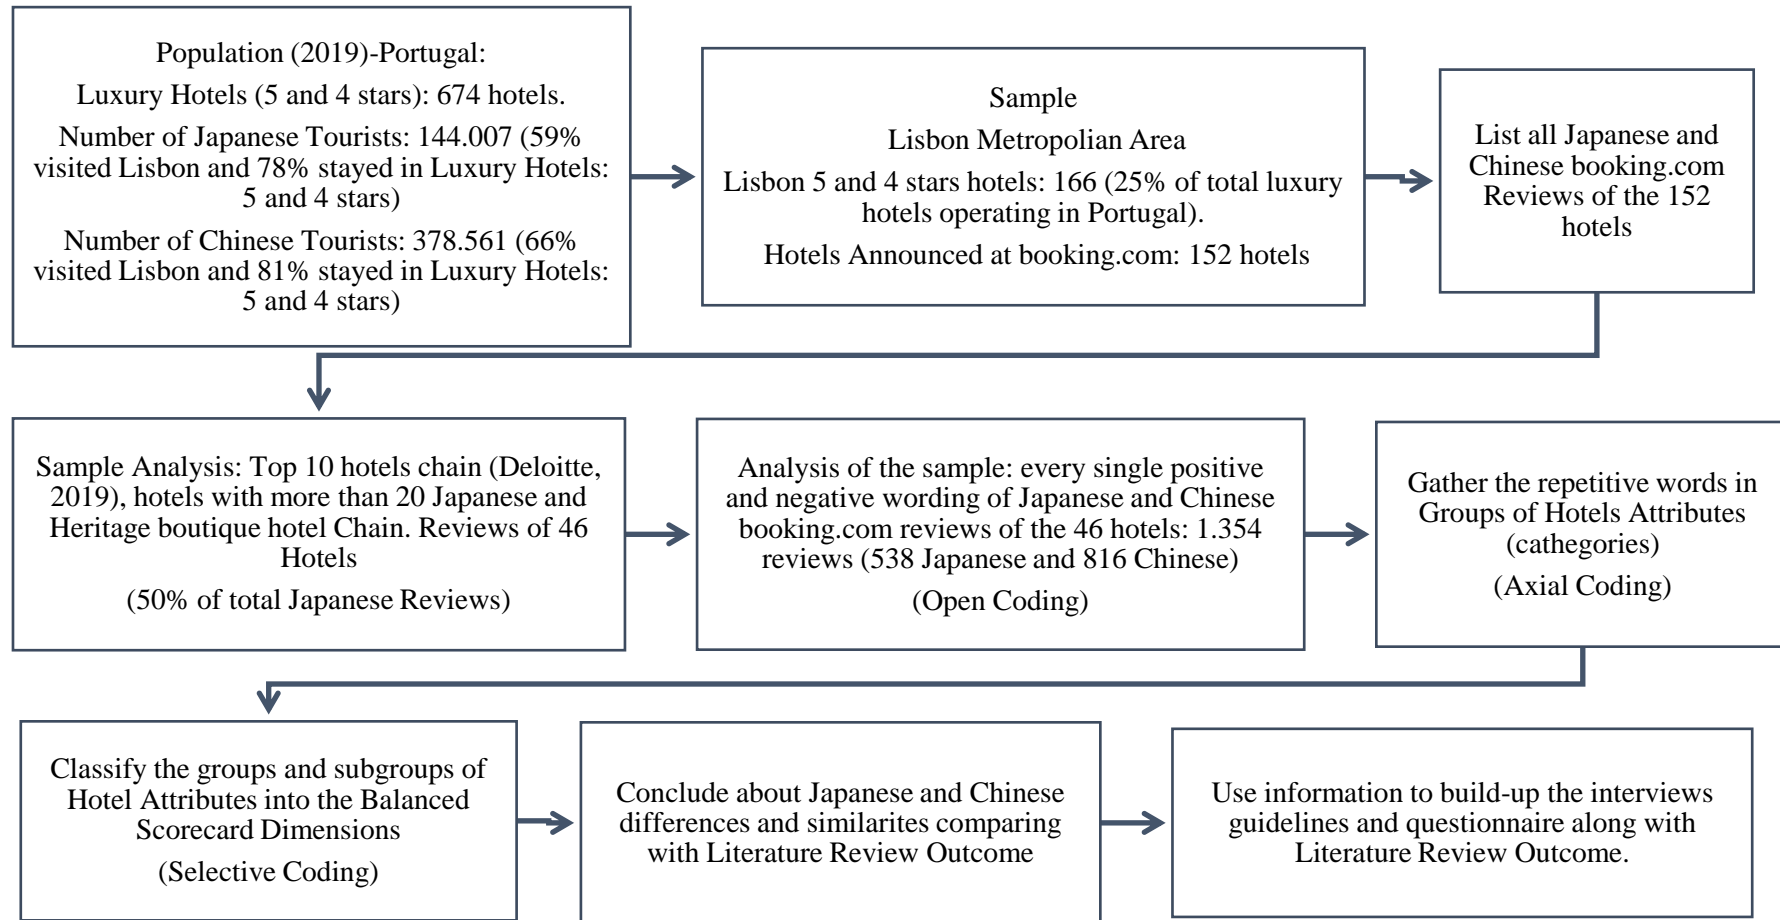 Population (2019)-Portugal:
Luxury Hotels (5 and 4 stars): 674 hotels.
Number of Japanese Tourists: 144.007 (59%
visited Lisbon and 78% stayed in Luxury Hotels:
5 and 4 stars)
Number of Chinese Tourists: 378.561 (66%
visited Lisbon and 81% stayed in Luxury Hotels:
5 and 4 stars)
Sample
Lisbon Metropolian Area
Lisbon 5 and 4 stars hotels: 166 (25% of total luxury
hotels operating in Portugal).
Hotels Announced at booking.com: 152 hotels
List all Japanese and
Chinese booking.com
Reviews of the 152
hotels
Sample Analysis: Top 10 hotels chain (Deloitte,
2019), hotels with more than 20 Japanese and
Heritage boutique hotel Chain. Reviews of 46
Hotels
(50% of total Japanese Reviews)
Analysis of the sample: every single positive
and negative wording of Japanese and Chinese
booking.com reviews of the 46 hotels: 1.354
reviews (538 Japanese and 816 Chinese)
(Open Coding)
Gather the repetitive words in
Groups of Hotels Attributes
(cathegories)
(Axial Coding)
Classify the groups and subgroups of
Hotel Attributes into the Balanced
Scorecard Dimensions
(Selective Coding)
Conclude about Japanese and Chinese
differences and similarites comparing
with Literature Review Outcome
Use information to build-up the interviews
guidelines and questionnaire along with
Literature Review Outcome.